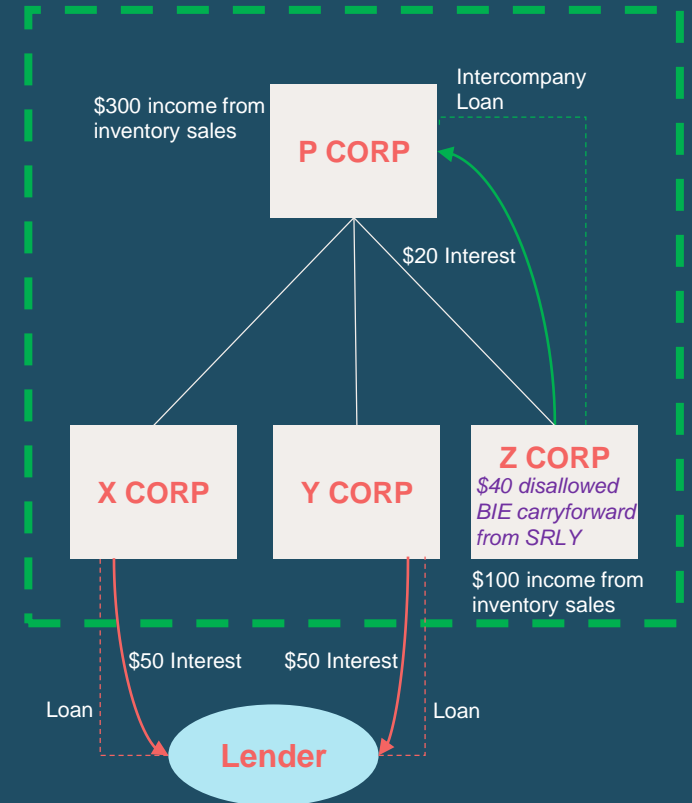 Intercompany
Loan
$300 income from
inventory sales
P CORP
$20 Interest
X CORP
Y CORP
Z CORP
$40 disallowed
BIE carryforward
from SRLY
$100 income from
inventory sales
$50 Interest
$50 Interest
Loan
Loan
Lender